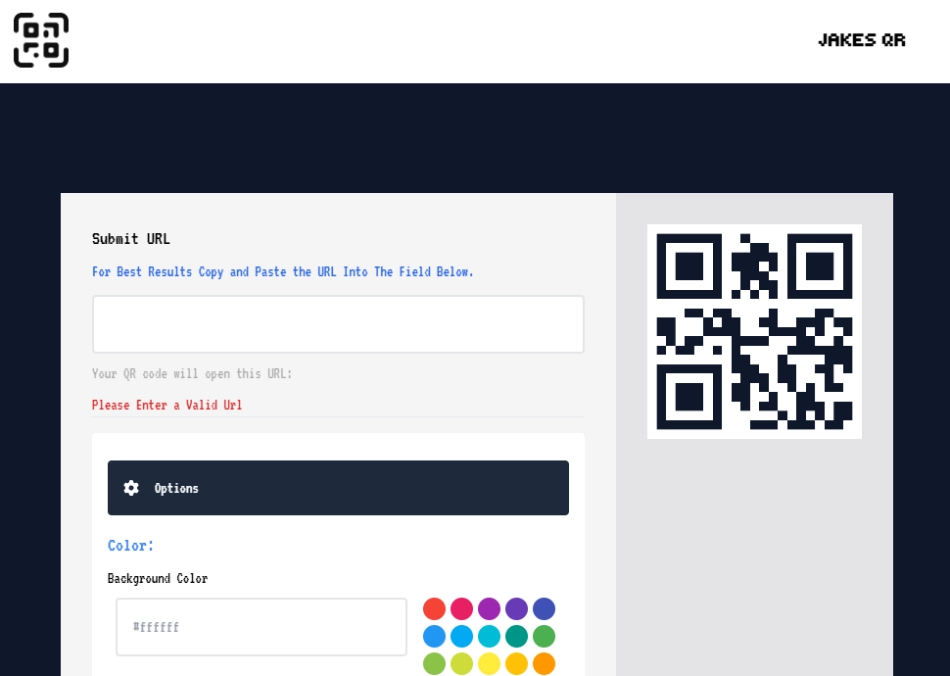 JAKES QR
Submit URL
For Best Results Copy and Paste the URL Into The Field Below.
Your QR code will open this URL:
Please Enter a Valid Url
Options
Color:
Background Color
#ffffff